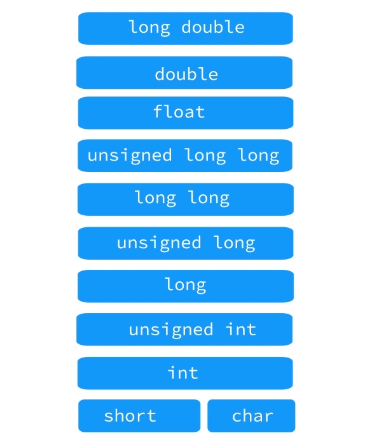 long double
double
float
unsigned long long
long long
unsigned long
long
unsigned int
int
short char